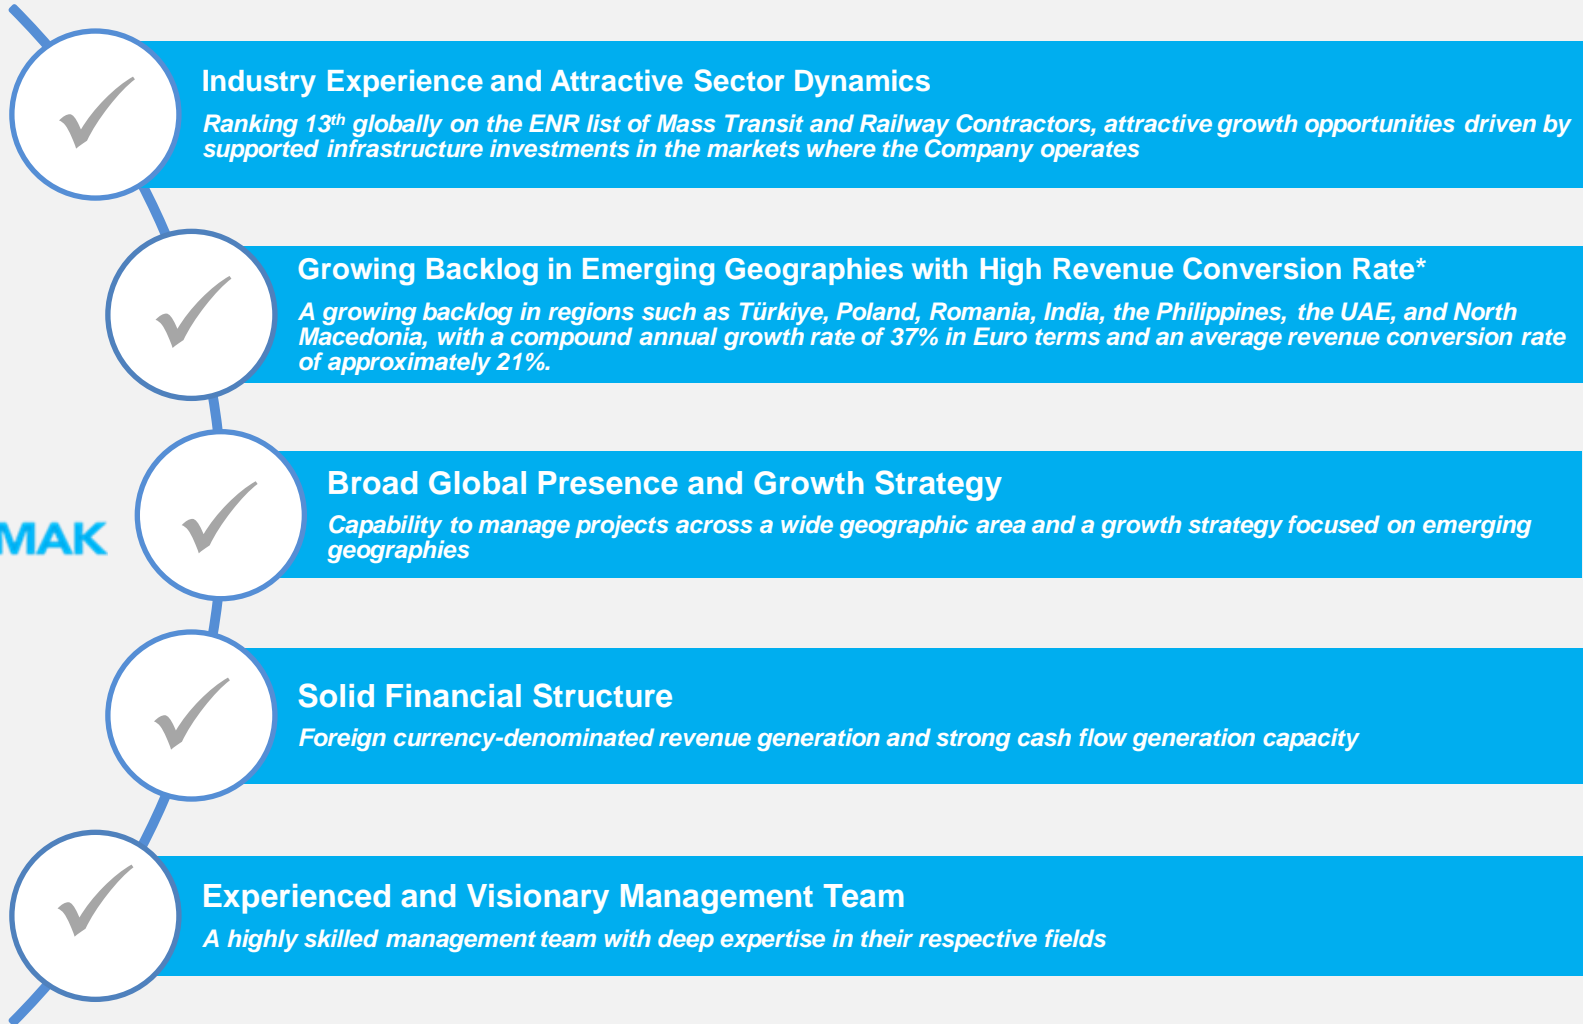 Industry Experience and Attractive Sector Dynamics
Ranking 13th globally on the ENR list of Mass Transit and Railway Contractors, attractive growth opportunities driven by
supported infrastructure investments in the markets where the Company operates
Growing Backlog in Emerging Geographies with High Revenue Conversion Rate*
A growing backlog in regions such as Türkiye, Poland, Romania, India, the Philippines, the UAE, and North
Macedonia, with a compound annual growth rate of 37% in Euro terms and an average revenue conversion rate
of approximately 21%.
Broad Global Presence and Growth Strategy
Capability to manage projects across a wide geographic area and a growth strategy focused on emerging
geographies
MAK
Solid Financial Structure
Foreign currency-denominated revenue generation and strong cash flow generation capacity
Experienced and Visionary Management Team
A highly skilled management team with deep expertise in their respective fields